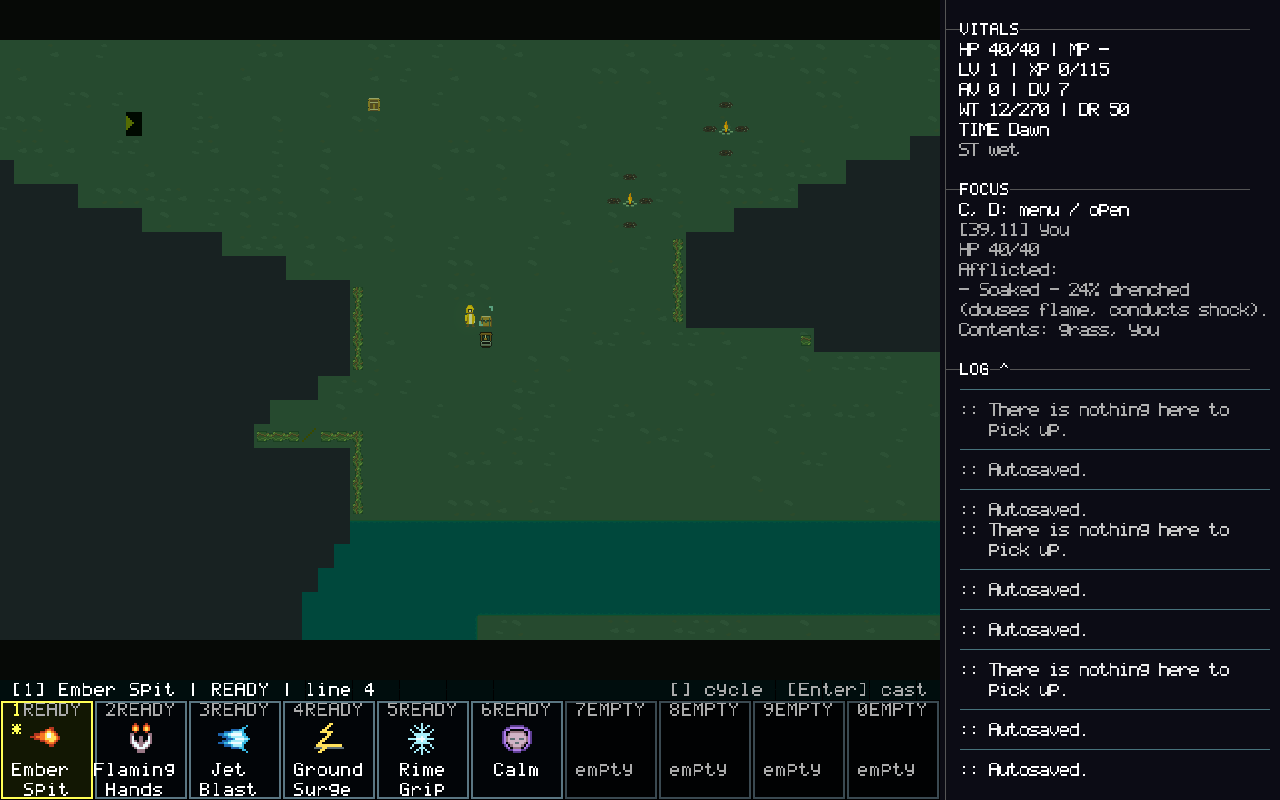 VITALS
HP 40/40 | MP -
LV 1 | XP 0/115
AV 0 | DV 7
WT 12/270 | DR 50
TIME Dawn
ST wet
FOCUS
C, D: menu / oPen
[39,11] You
HP 40/40
Afflicted:
- Soaked - 24% drenched
(douses flame, conducts shock).
Contents: grass, You
LOG ^
:: There is nothing here to
Pick uP.
:: Autosaved.
:: Autosaved.
:: There is nothing here to
Pick uP.
:: Autosaved.
:: Autosaved.
:: There is nothing here to
Pick uP.
:: Autosaved.
:: Autosaved.
[1] Ember SPit | READY | line 4
[] cycle [Enter] cast
1READY 2READY 3READY 4READY 5READY 6READY 7EMPTY 8EMPTY 9EMPTY 0EMPTY
*
Ember Flaming Jet Ground Rime Calm emPty emPty emPty emPty
SPit Hands Blast Surge GriP